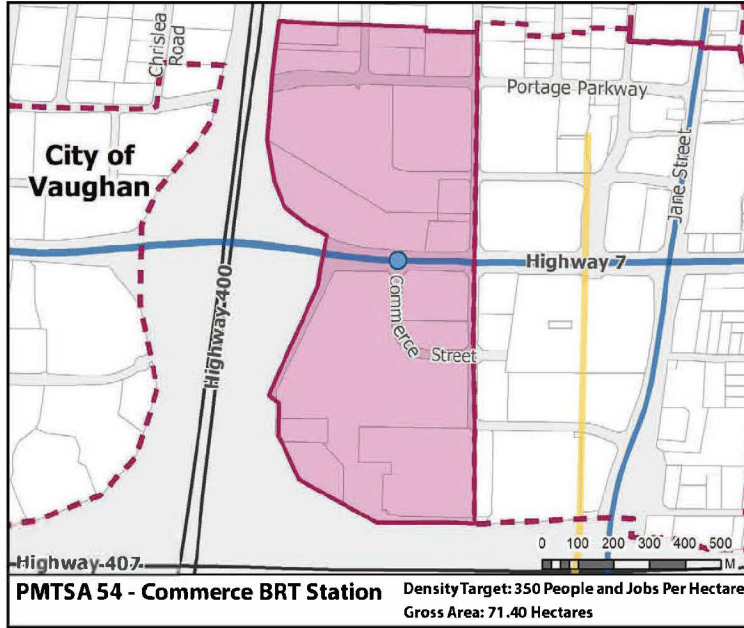 Chrislea
Road
Portage Parkway
City of
Vaughan
Jane Street
Highway 7
Highway 400
Commerce
Street
0 100 200 300 400 500
M
Highway 407
PMTSA 54 - Commerce BRT Station
Density Target: 350 People and Jobs Per Hectare
Gross Area: 71.40 Hectares